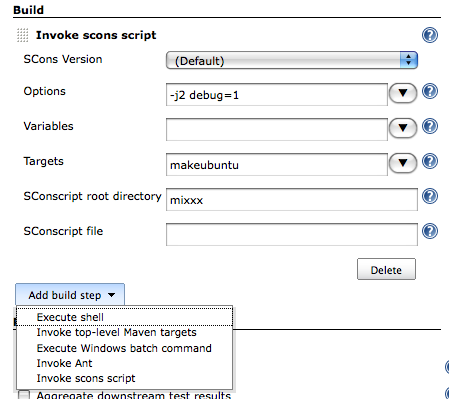 Build
Invoke scons script
SCons Version (Default)
Options -j2 debug=1
Variables
Targets makeubuntu
SConscript root directory mixxx
SConscript file
Delete
Add build step
Execute shell
Invoke top-level Maven targets
Execute Windows batch command
Invoke Ant
Invoke scons script
Aggregate downstream test results